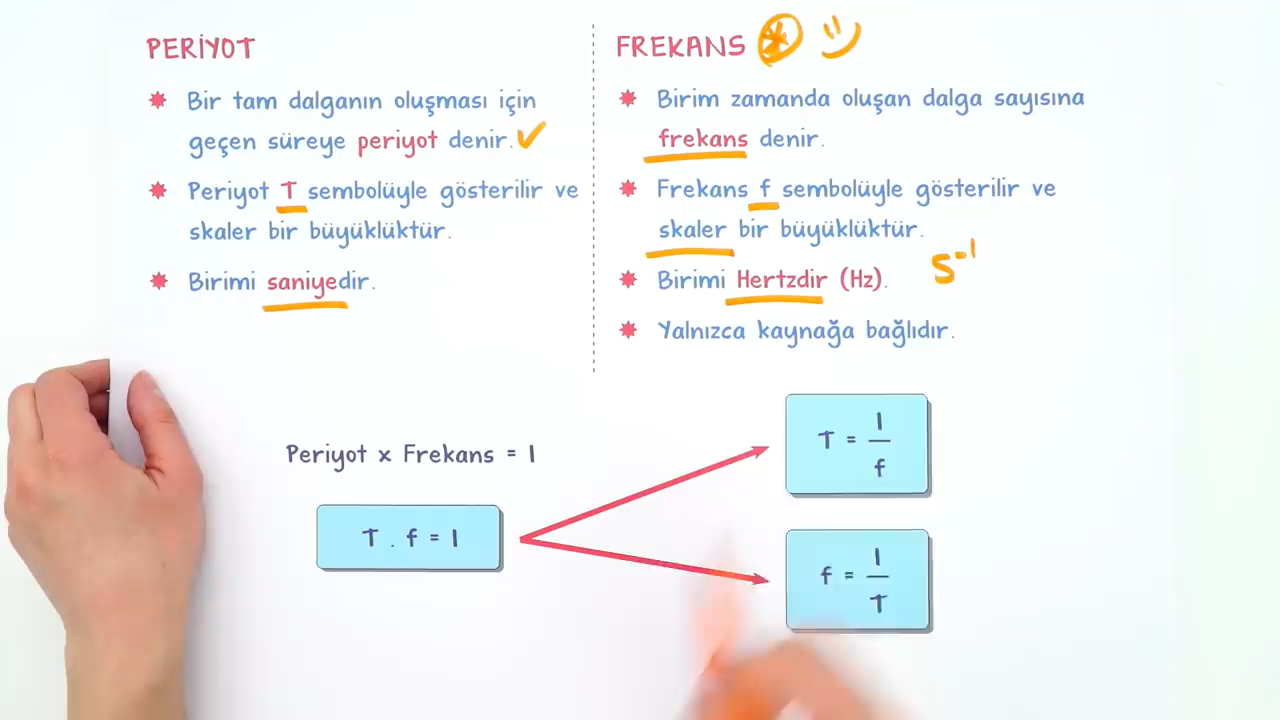 PERİYOT
Bir tam dalganın oluşması için
geçen süreye periyot denir.
Periyot T sembolüyle gösterilir ve
skaler bir büyüklüktür.
Birimi saniyedir.
FREKANS
Birim zamanda oluşan dalga sayısına
frekans denir.
Frekans f sembolüyle gösterilir ve
skaler bir büyüklüktür.
Birimi Hertzdir (Hz). s⁻¹
Yalnızca kaynağa bağlıdır.
Periyot x Frekans = 1
T . f = 1
T = 1/f
f = 1/T